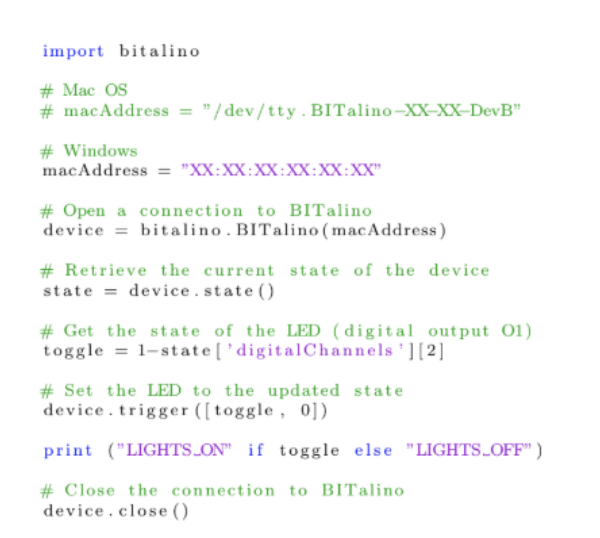 import bitalino
# Mac OS
# macAddress = "/dev/tty.BITalino-XX-XX-DevB"
# Windows
macAddress = "XX:XX:XX:XX:XX:XX"
# Open a connection to BITalino
device = bitalino.BITalino(macAddress)
# Retrieve the current state of the device
state = device.state()
# Get the state of the LED (digital output O1)
toggle = 1-state['digitalChannels'][2]
# Set the LED to the updated state
device.trigger([toggle, 0])
print ("LIGHTS_ON" if toggle else "LIGHTS_OFF")
# Close the connection to BITalino
device.close()